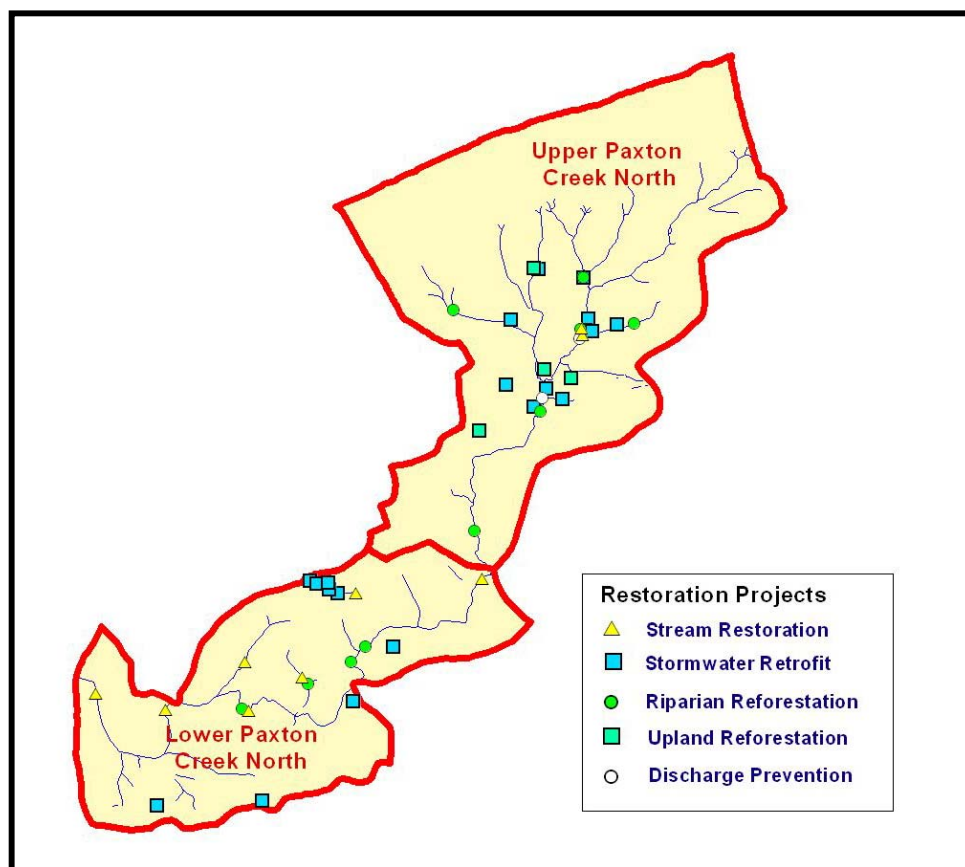 Upper Paxton
Creek North
Lower Paxton
Creek North
Restoration Projects
Stream Restoration
Stormwater Retrofit
Riparian Reforestation
Upland Reforestation
Discharge Prevention